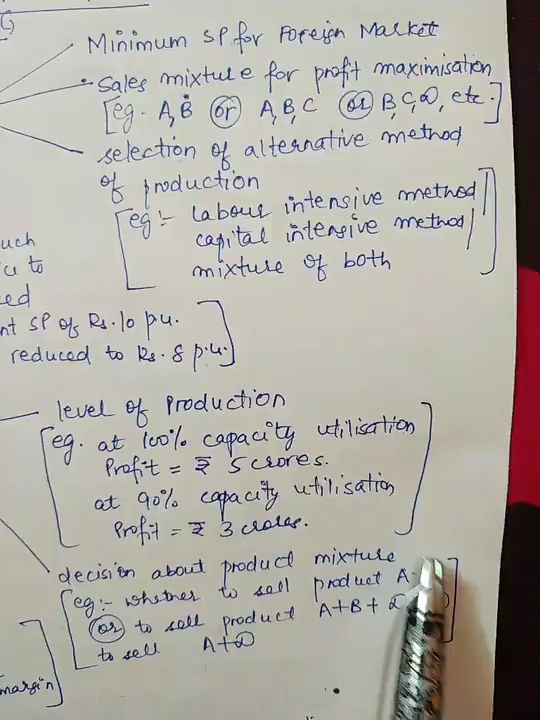 Minimum SP for Foreign Market
Sales mixture for profit maximisation
[eg. A, B (or) A, B, C (or) B, C, D, etc.]
selection of alternative method
of production
[eg:- labour intensive method/
capital intensive method/
mixture of both]
uch
to
ed
nt SP of Rs. 10 p.u.
reduced to Rs. 8 p.u.]
level of Production
[eg. at 100% capacity utilisation
Profit = ₹ 5 crores.
at 90% capacity utilisation
Profit = ₹ 3 crores.]
decision about product mixture
[eg:- whether to sell product A
(or) to sell product A+B+
to sell A+D
margin]